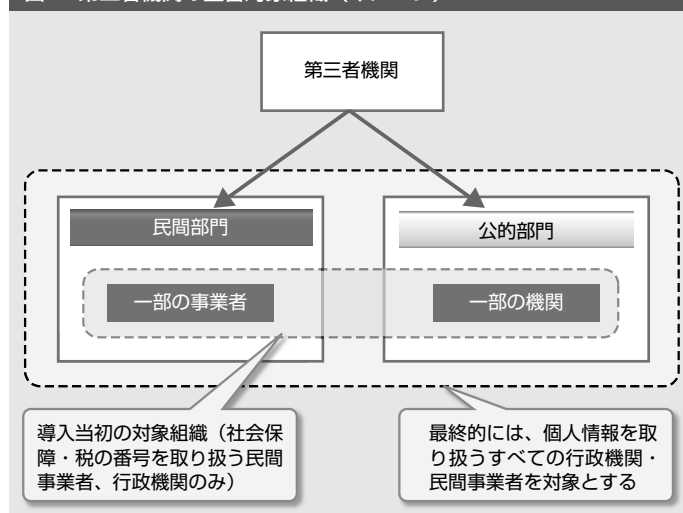 第三者機関
民間部門
公的部門
一部の事業者
一部の機関
導入当初の対象組織（社会保
障・税の番号を取り扱う民間
事業者、行政機関のみ）
最終的には、個人情報を取
り扱うすべての行政機関・
民間事業者を対象とする